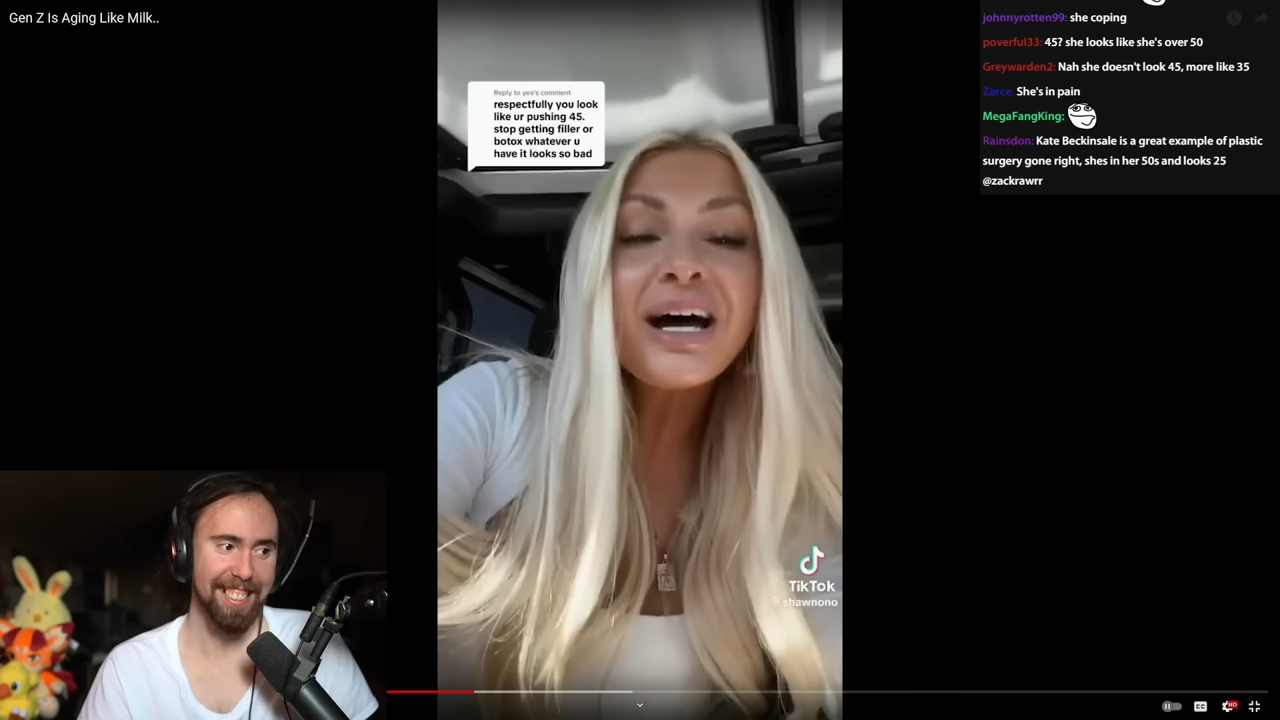 Gen Z Is Aging Like Milk..
johnnyrotten99: she coping
poverful33: 45? she looks like she's over 50
Greywarden2: Nah she doesn't look 45, more like 35
Zarce: She's in pain
MegaFangKing:
Rainsdon: Kate Beckinsale is a great example of plastic
surgery gone right, shes in her 50s and looks 25
@zackrawrr
Reply to yea's comment
respectfully you look
like ur pushing 45.
stop getting filler or
botox whatever u
have it looks so bad
TikTok
@ shawnono
CC
HD